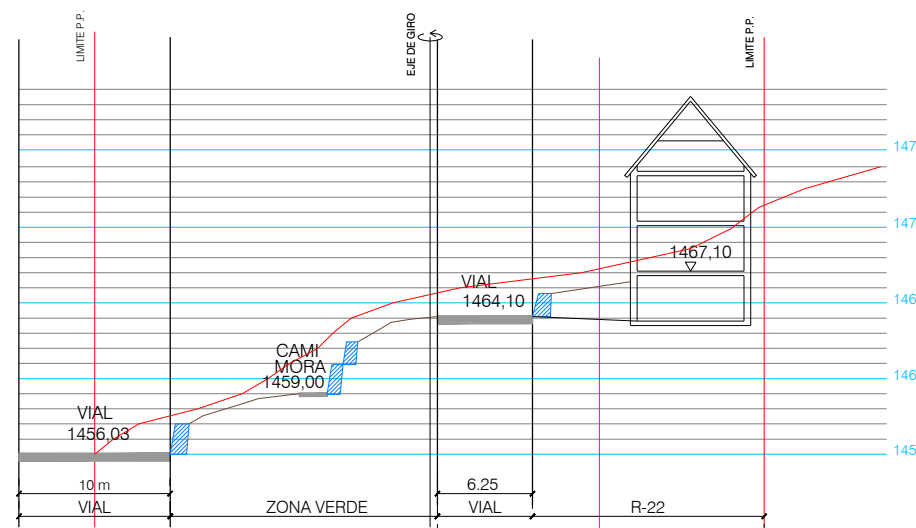 LIMITE P.P.
EJE DE GIRO
LIMITE P.P.
147
147
1467,10
VIAL
1464,10
146
CAMI
MORA
1459,00
146
VIAL
1456,03
145
10 m
6.25
VIAL
ZONA VERDE
VIAL
R-22